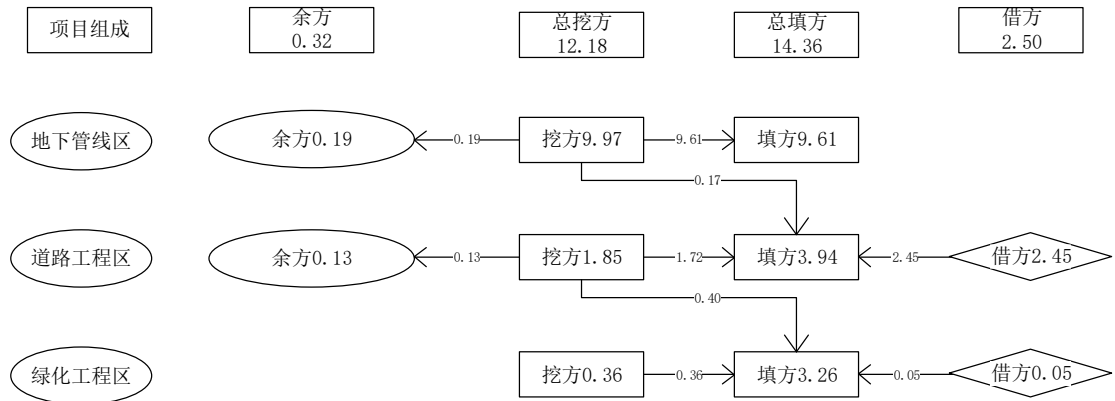 项目组成
余方
0.32
总挖方
12.18
总填方
14.36
借方
2.50
地下管线区
余方0.19
0.19
挖方9.97
9.61
填方9.61
0.17
道路工程区
余方0.13
0.13
挖方1.85
1.72
填方3.94
2.45
借方2.45
0.40
绿化工程区
挖方0.36
0.36
填方3.26
0.05
借方0.05